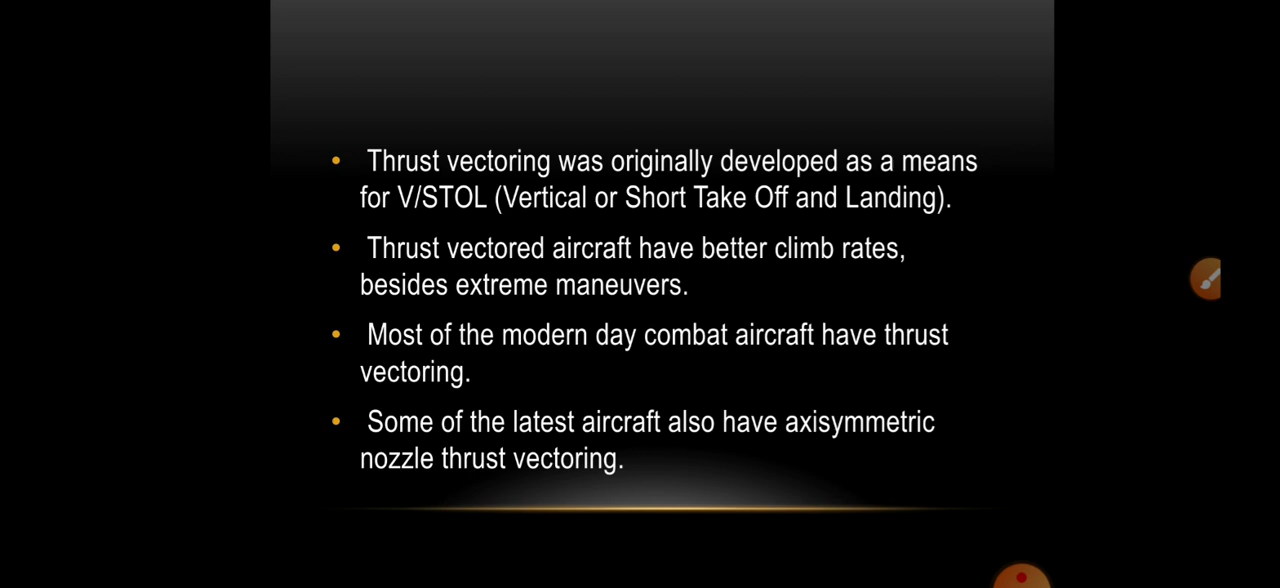 • Thrust vectoring was originally developed as a means
for V/STOL (Vertical or Short Take Off and Landing).
• Thrust vectored aircraft have better climb rates,
besides extreme maneuvers.
• Most of the modern day combat aircraft have thrust
vectoring.
• Some of the latest aircraft also have axisymmetric
nozzle thrust vectoring.